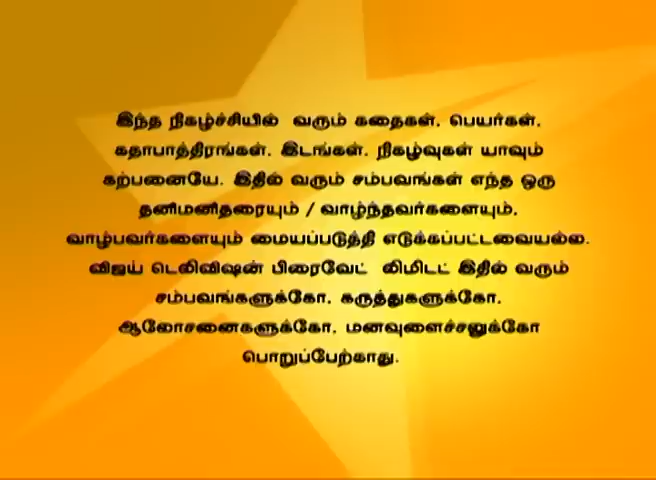 இந்த நிகழ்ச்சியில் வரும் கதைகள், பெயர்கள்,
கதாபாத்திரங்கள், இடங்கள், நிகழ்வுகள் யாவும்
கற்பனையே. இதில் வரும் சம்பவங்கள் எந்த ஒரு
தனிமனிதரையும் / வாழ்ந்தவர்களையும்,
வாழ்பவர்களையும் மையப்படுத்தி எடுக்கப்பட்டவையல்ல.
விஜய் டெலிவிஷன் பிரைவேட் லிமிடட் இதில் வரும்
சம்பவங்களுக்கோ, கருத்துகளுக்கோ,
ஆலோசனைகளுக்கோ, மனவுளைச்சலுக்கோ
பொறுப்பேற்காது.